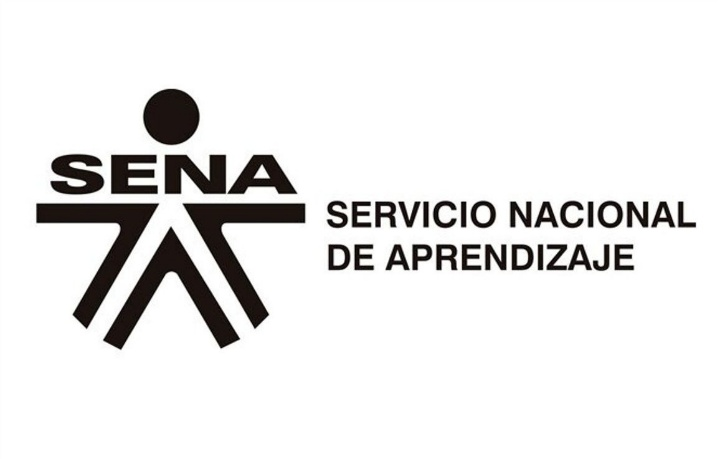 SENA
SERVICIO NACIONAL
DE APRENDIZAJE